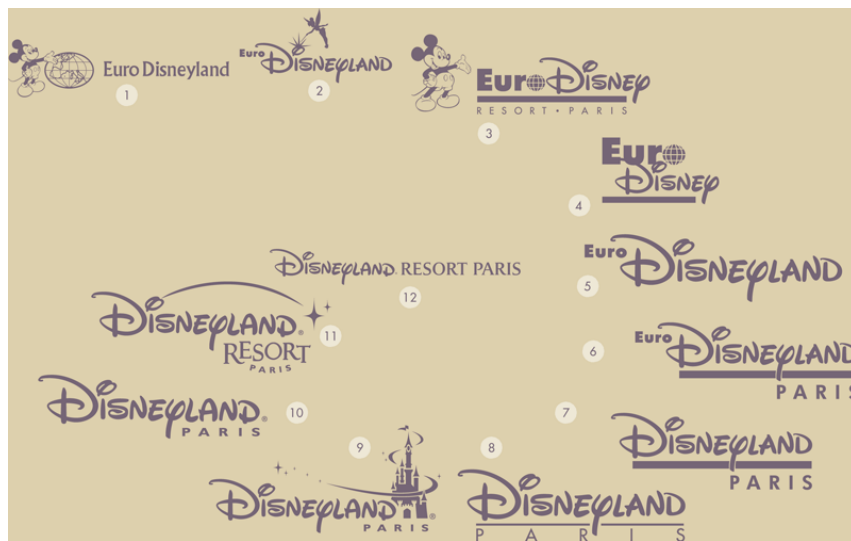 Euro Disneyland
1
Euro
DISNEYLAND
2
Euro DISNEY
RESORT • PARIS
3
Euro
DISNEY
4
Euro
DISNEYLAND
5
Euro
DISNEYLAND
PARIS
6
DISNEYLAND
PARIS
7
DISNEYLAND
PARIS
8
DISNEYLAND
PARIS®
9
DISNEYLAND®
PARIS
10
DISNEYLAND®
RESORT
PARIS
11
DISNEYLAND® RESORT PARIS
12